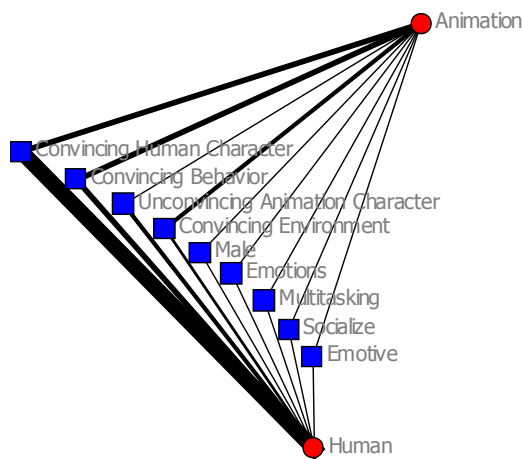 Animation
Convincing Human Character
Convincing Behavior
Unconvincing Animation Character
Convincing Environment
Male
Emotions
Multitasking
Socialize
Emotive
Human